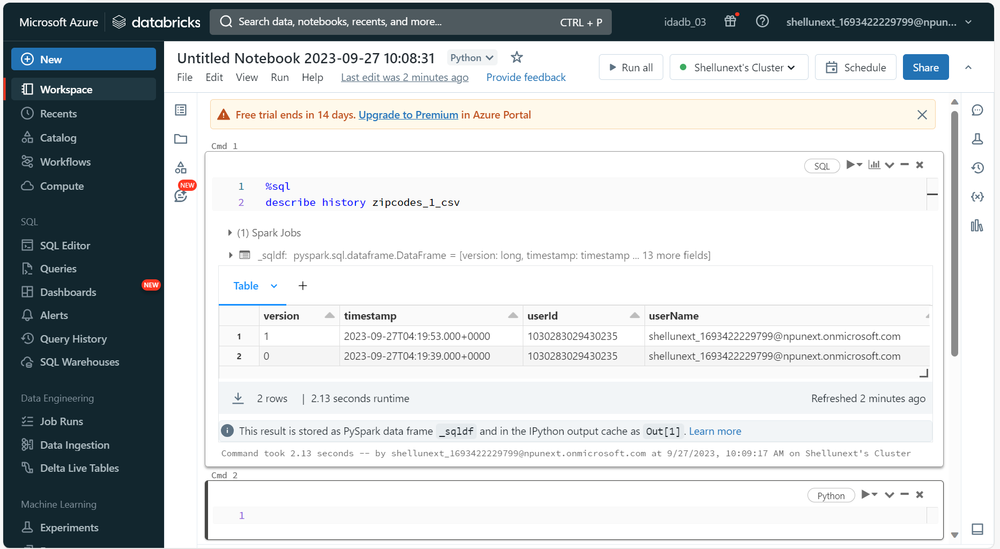 Microsoft Azure databricks Search data, notebooks, recents, and more... CTRL + P idadb_03 shellunext_1693422229799@npun...
New
Workspace
Recents
Catalog
Workflows
Compute
SQL
SQL Editor
Queries
Dashboards NEW
Alerts
Query History
SQL Warehouses
Data Engineering
Job Runs
Data Ingestion
Delta Live Tables
Machine Learning
Experiments
Untitled Notebook 2023-09-27 10:08:31 Python
File Edit View Run Help Last edit was 2 minutes ago Provide feedback
Run all Shellunext's Cluster Schedule Share
NEW
Free trial ends in 14 days. Upgrade to Premium in Azure Portal
Cmd 1
SQL
1 %sql
2 describe history zipcodes_1_csv
(1) Spark Jobs
_sqldf: pyspark.sql.dataframe.DataFrame = [version: long, timestamp: timestamp ... 13 more fields]
Table +
version timestamp userId userName
1 1 2023-09-27T04:19:53.000+0000 1030283029430235 shellunext_1693422229799@npunext.onmicrosoft.com
2 0 2023-09-27T04:19:39.000+0000 1030283029430235 shellunext_1693422229799@npunext.onmicrosoft.com
2 rows | 2.13 seconds runtime Refreshed 2 minutes ago
This result is stored as PySpark data frame _sqldf and in the IPython output cache as Out[1]. Learn more
Command took 2.13 seconds -- by shellunext_1693422229799@npunext.onmicrosoft.com at 9/27/2023, 10:09:17 AM on Shellunext's Cluster
Cmd 2
Python
1